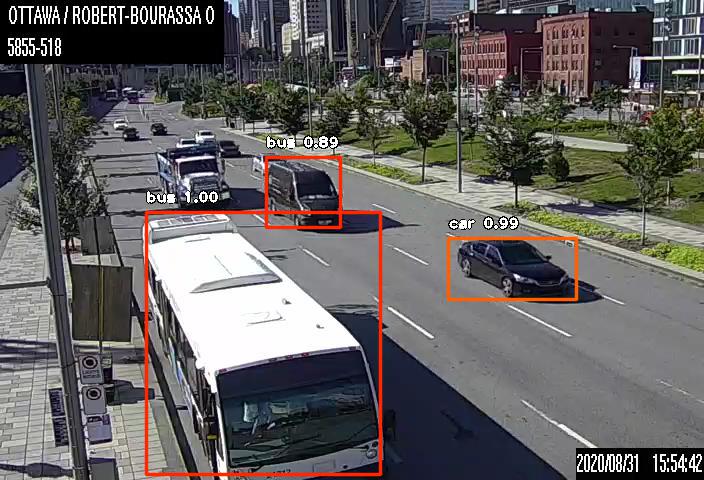 OTTAWA / ROBERT-BOURASSA O
5855-518
bus 0.89
bus 1.00
car 0.99
2020/08/31 15:54:42